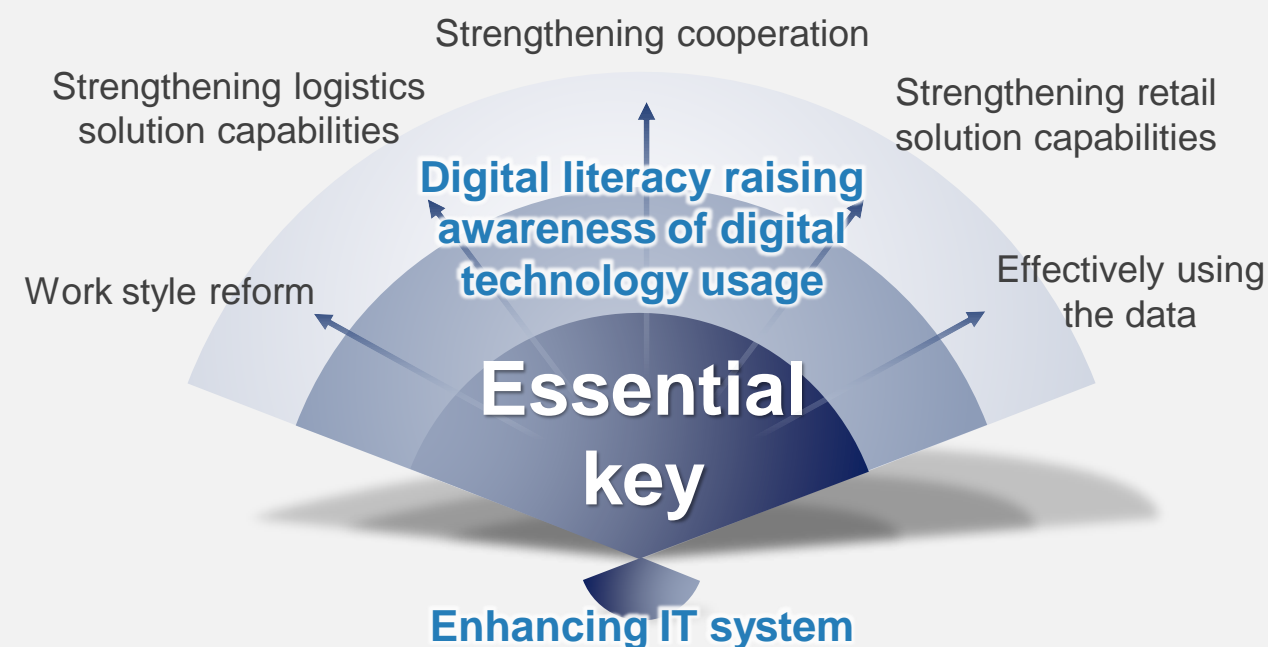 Strengthening cooperation
Strengthening logistics
solution capabilities
Strengthening retail
solution capabilities
Digital literacy raising
awareness of digital
technology usage
Work style reform
Effectively using
the data
Essential
key
Enhancing IT system